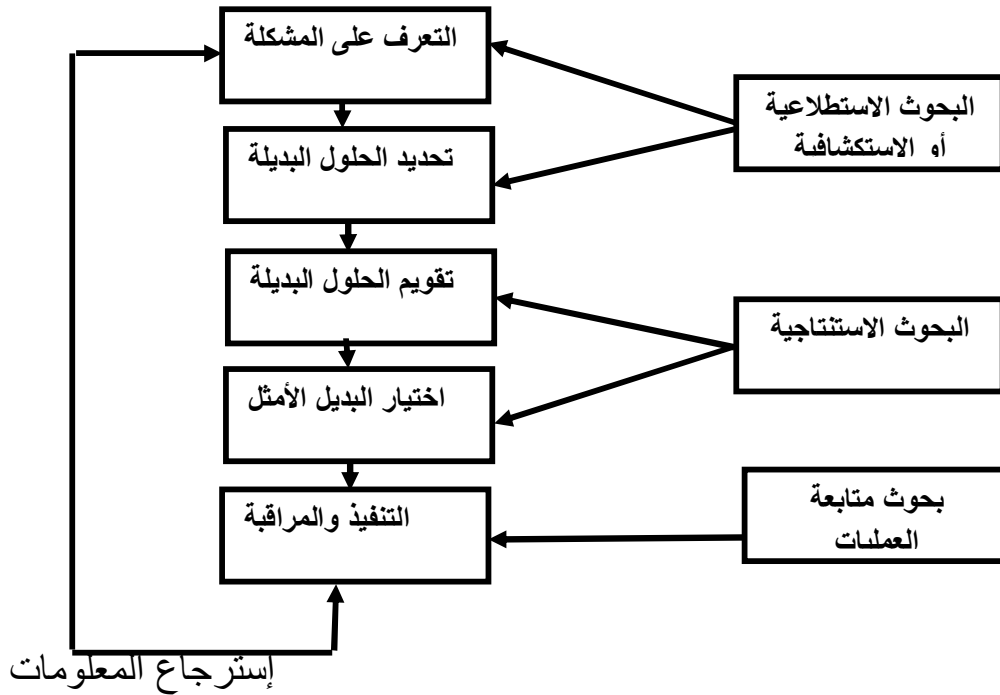 التعرف على المشكلة
البحوث الاستطلاعية
أو الاستكشافية
تحديد الحلول البديلة
تقويم الحلول البديلة
البحوث الاستنتاجية
اختيار البديل الأمثل
بحوث متابعة
العمليات
التنفيذ والمراقبة
إسترجاع المعلومات